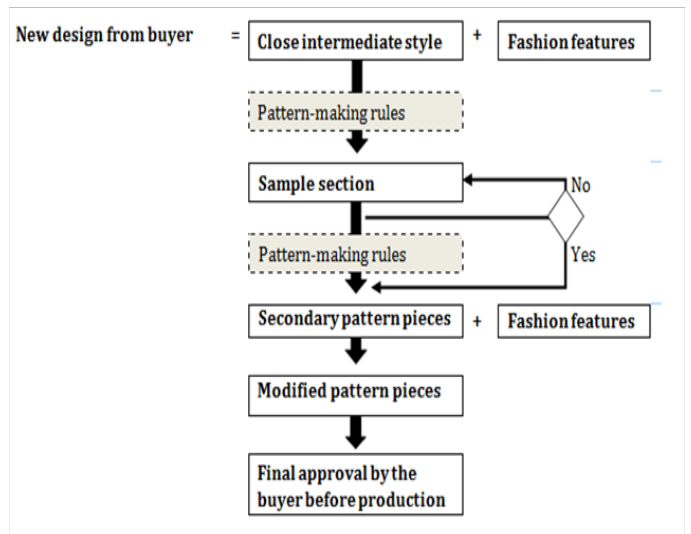 New design from buyer = Close intermediate style + Fashion features
Pattern-making rules
Sample section
No
Pattern-making rules
Yes
Secondary pattern pieces + Fashion features
Modified pattern pieces
Final approval by the
buyer before production